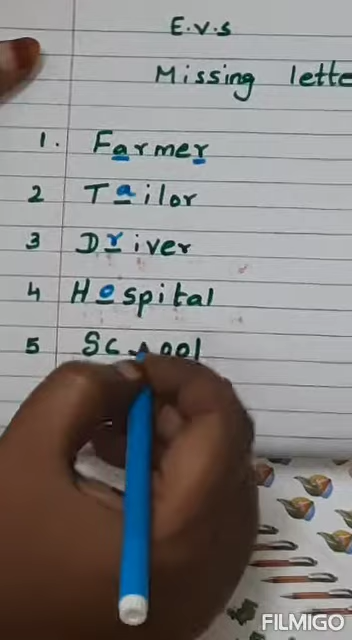 E.V.S
Missing lette
1. Farmer
2 Tailor
3 Driver
4 Hospital
5
FILMIGO